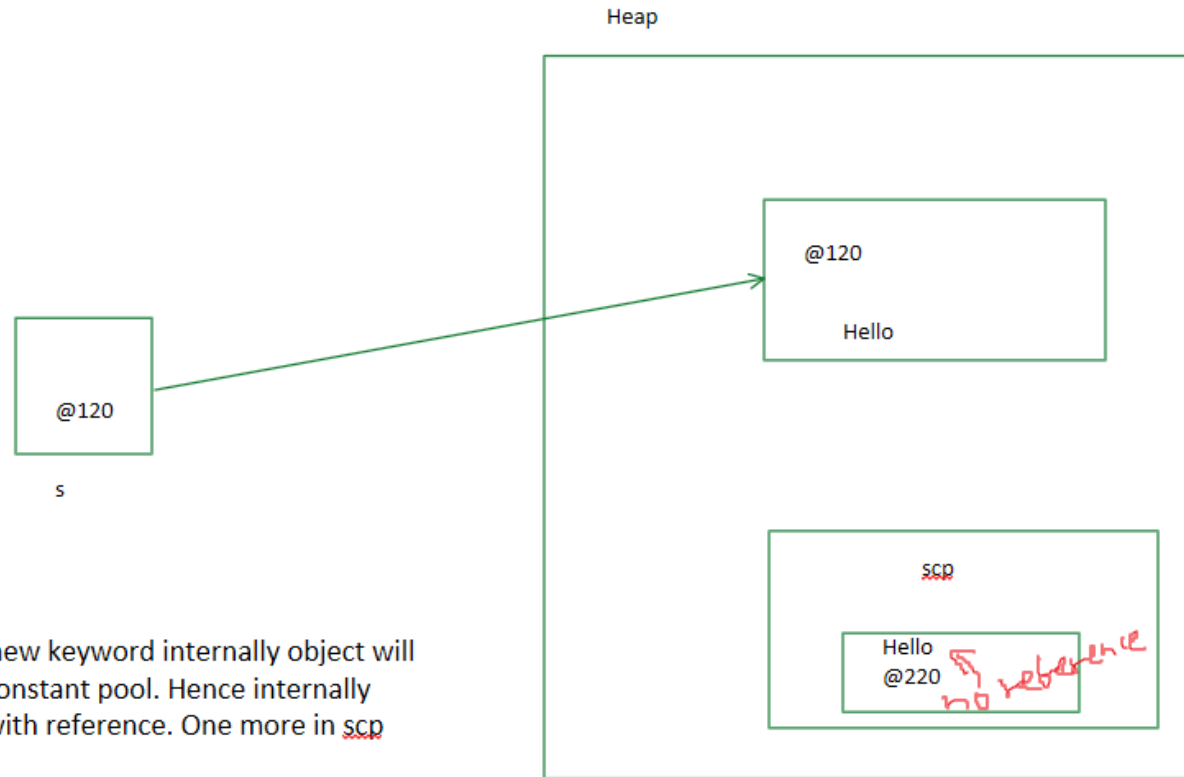 Heap
@120
Hello
@120
s
scp
Hello
@220
no reference
new keyword internally object will
onstant pool. Hence internally
with reference. One more in scp